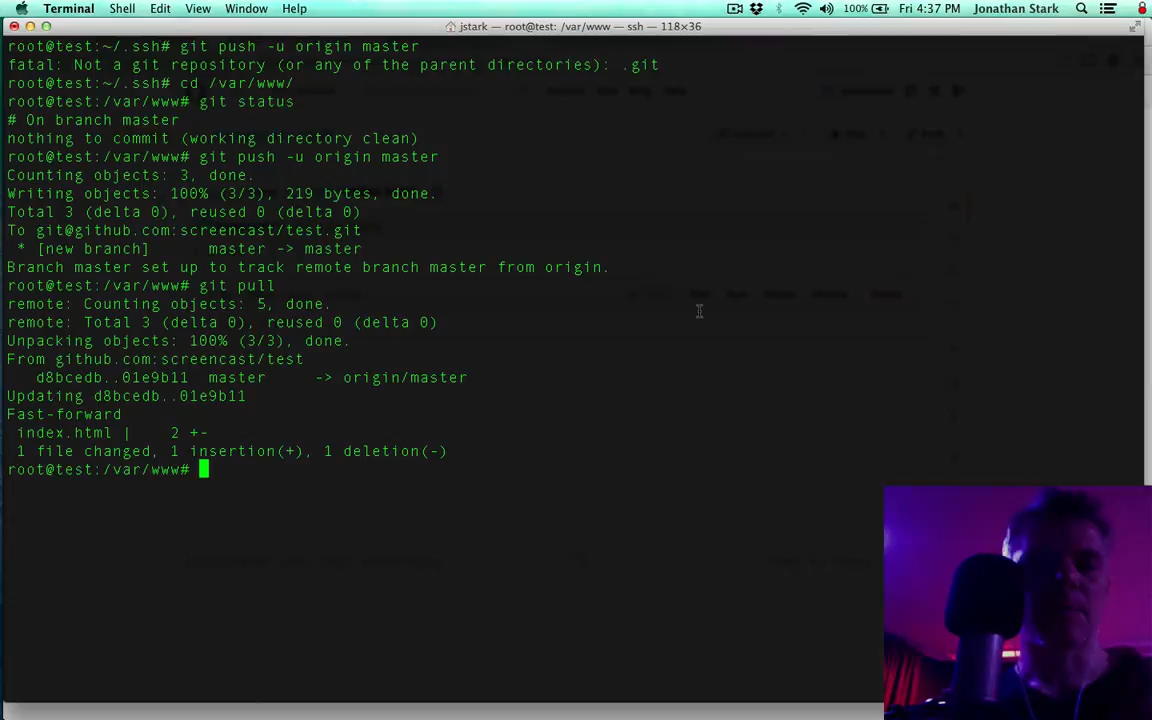 Terminal Shell Edit View Window Help 100% Fri 4:37 PM Jonathan Stark
jstark — root@test: /var/www — ssh — 118×36
root@test:~/.ssh# git push -u origin master
fatal: Not a git repository (or any of the parent directories): .git
root@test:~/.ssh# cd /var/www/
root@test:/var/www# git status
# On branch master
nothing to commit (working directory clean)
root@test:/var/www# git push -u origin master
Counting objects: 3, done.
Writing objects: 100% (3/3), 219 bytes, done.
Total 3 (delta 0), reused 0 (delta 0)
To git@github.com:screencast/test.git
 * [new branch]      master -> master
Branch master set up to track remote branch master from origin.
root@test:/var/www# git pull
remote: Counting objects: 5, done.
remote: Total 3 (delta 0), reused 0 (delta 0)
Unpacking objects: 100% (3/3), done.
From github.com:screencast/test
   d8bcedb..01e9b11  master     -> origin/master
Updating d8bcedb..01e9b11
Fast-forward
 index.html |    2 +-
 1 file changed, 1 insertion(+), 1 deletion(-)
root@test:/var/www#